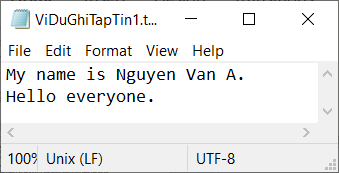 ViDuGhiTapTin1.t...
File Edit Format View Help
My name is Nguyen Van A.
Hello everyone.
100% Unix (LF) UTF-8